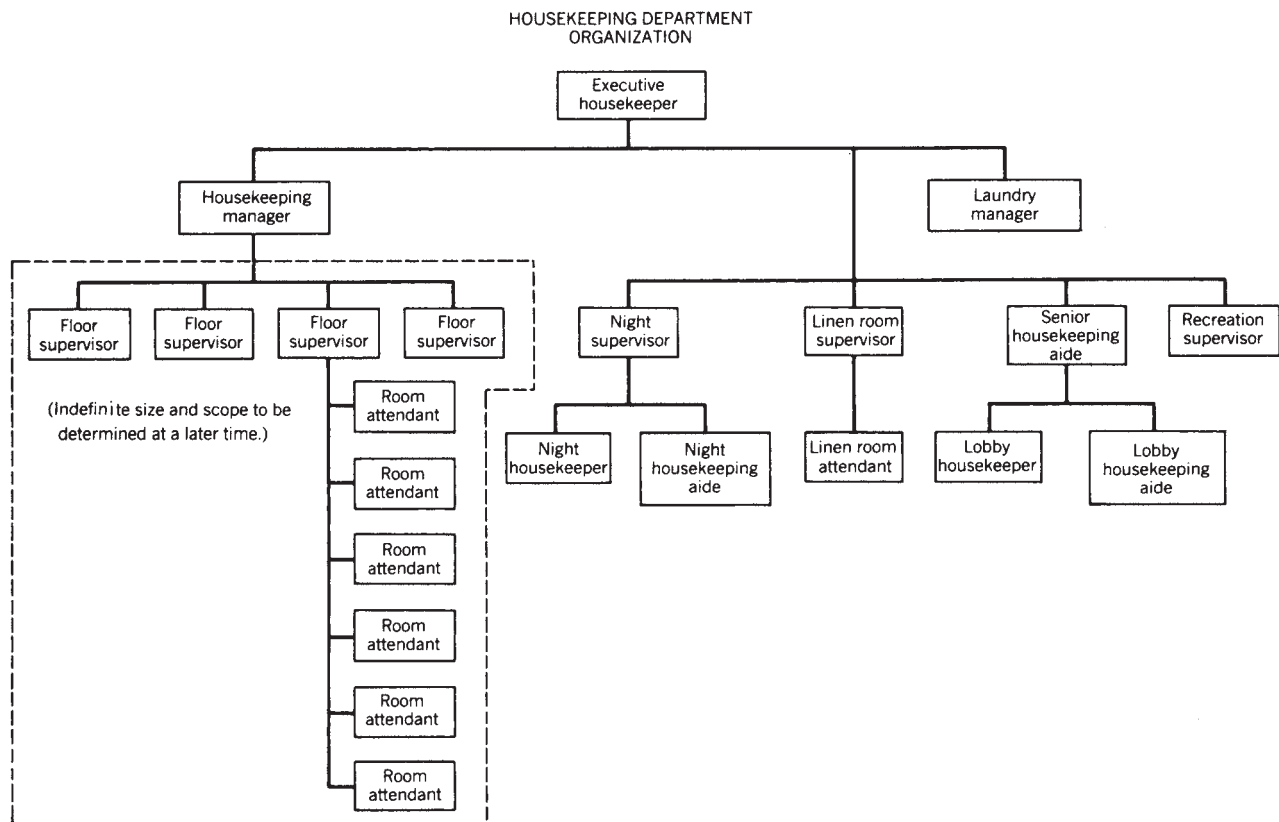 HOUSEKEEPING DEPARTMENT
ORGANIZATION
Executive
housekeeper
Housekeeping
manager
Laundry
manager
Floor
supervisor
Floor
supervisor
Floor
supervisor
Floor
supervisor
Night
supervisor
Linen room
supervisor
Senior
housekeeping
aide
Recreation
supervisor
(Indefinite size and scope to be
determined at a later time.)
Room
attendant
Room
attendant
Room
attendant
Room
attendant
Room
attendant
Room
attendant
Night
housekeeper
Night
housekeeping
aide
Linen room
attendant
Lobby
housekeeper
Lobby
housekeeping
aide